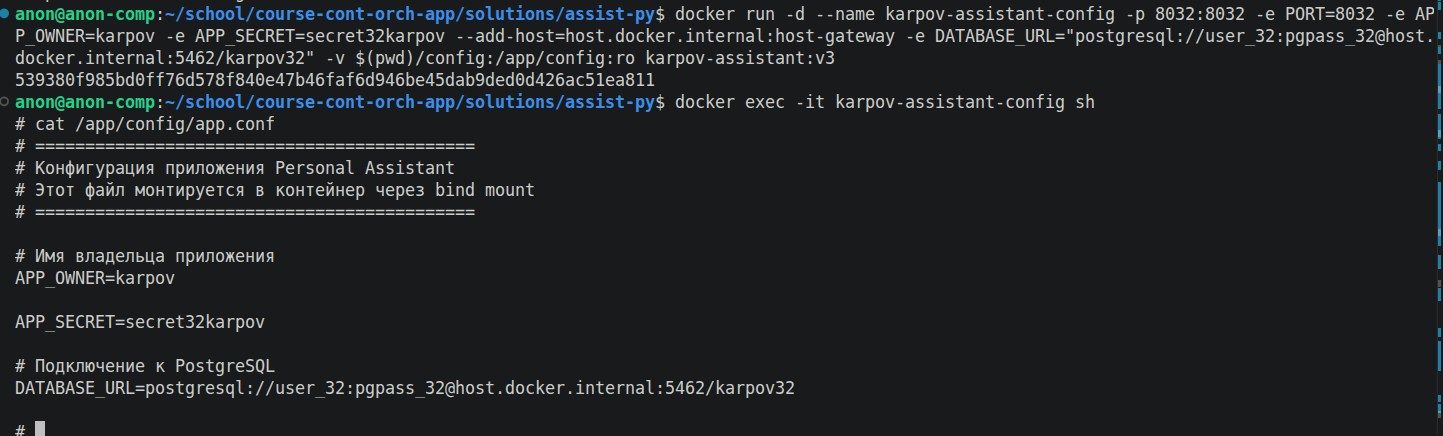 anon@anon-comp:~/school/course-cont-orch-app/solutions/assist-py$ docker run -d --name karpov-assistant-config -p 8032:8032 -e PORT=8032 -e AP
P_OWNER=karpov -e APP_SECRET=secret32karpov --add-host=host.docker.internal:host-gateway -e DATABASE_URL="postgresql://user_32:pgpass_32@host.
docker.internal:5462/karpov32" -v $(pwd)/config:/app/config:ro karpov-assistant:v3
539380f985bd0ff76d578f840e47b46faf6d946be45dab9ded0d426ac51ea811
anon@anon-comp:~/school/course-cont-orch-app/solutions/assist-py$ docker exec -it karpov-assistant-config sh
# cat /app/config/app.conf
# ============================================
# Конфигурация приложения Personal Assistant
# Этот файл монтируется в контейнер через bind mount
# ============================================
# Имя владельца приложения
APP_OWNER=karpov
APP_SECRET=secret32karpov
# Подключение к PostgreSQL
DATABASE_URL=postgresql://user_32:pgpass_32@host.docker.internal:5462/karpov32
#